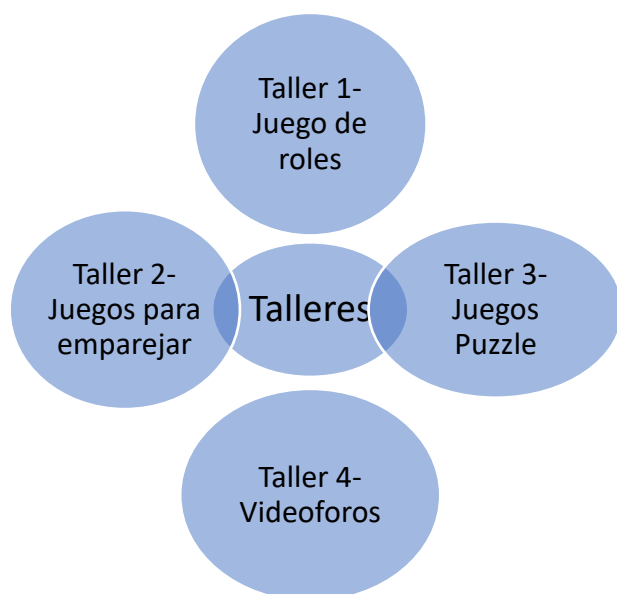 Taller 1-
Juego de
roles
Taller 2-
Juegos para
emparejar
Talleres
Taller 3-
Juegos
Puzzle
Taller 4-
Videoforos